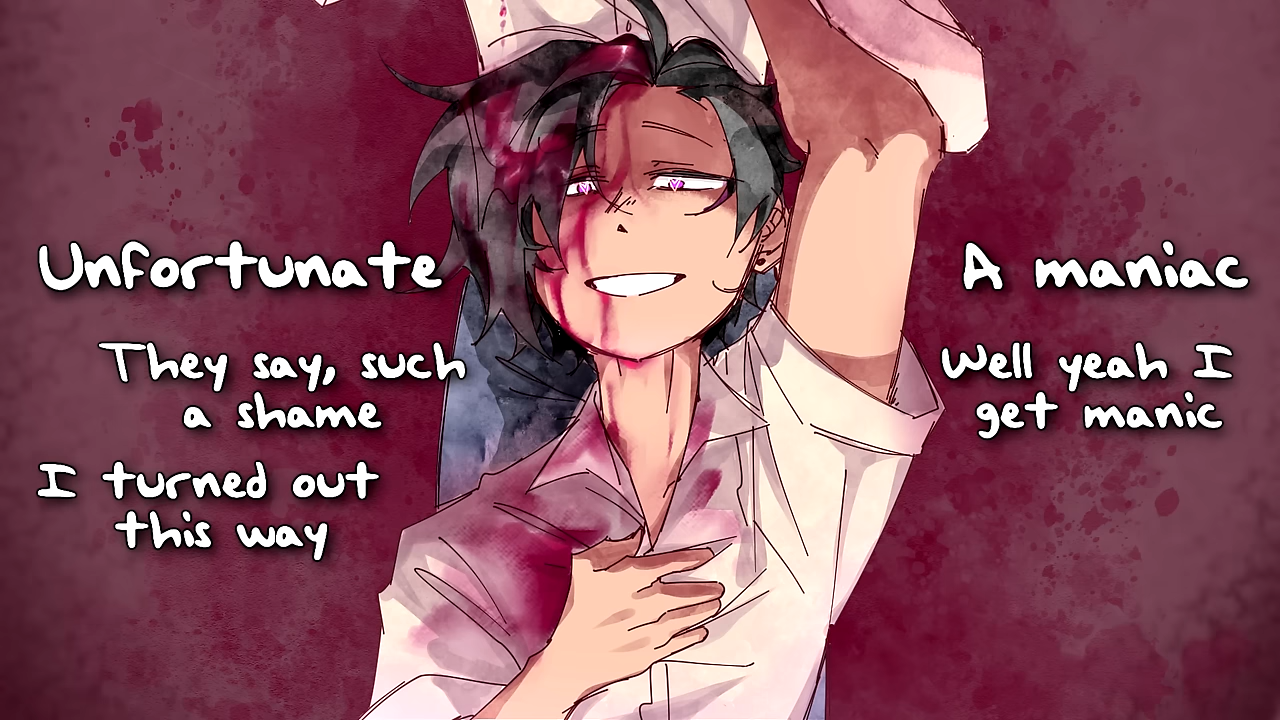 Unfortunate
They say, such
a shame
I turned out
this way
A maniac
Well yeah I
get manic